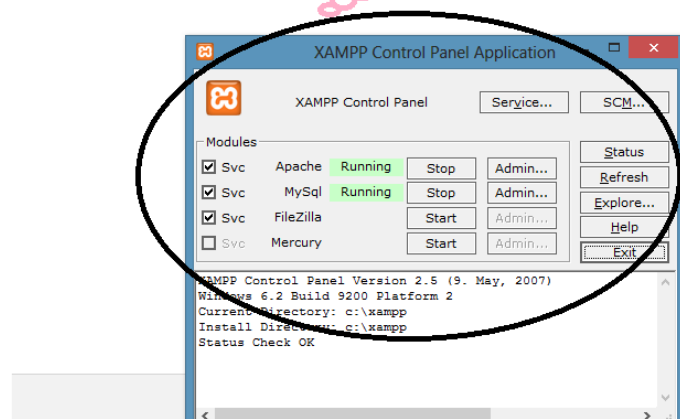 XAMPP Control Panel Application
XAMPP Control Panel Service... SCM...
Modules
Svc Apache Running Stop Admin...
Svc MySql Running Stop Admin...
Svc FileZilla Start Admin...
Svc Mercury Start Admin...
Status
Refresh
Explore...
Help
Exit
XAMPP Control Panel Version 2.5 (9. May, 2007)
Windows 6.2 Build 9200 Platform 2
Current Directory: c:\xampp
Install Directory: c:\xampp
Status Check OK